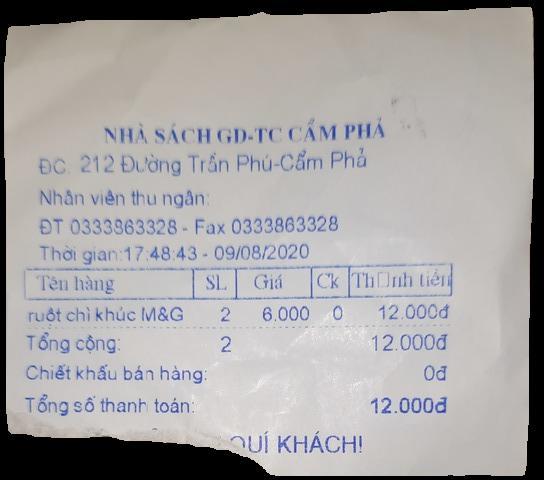 NHÀ SÁCH GD-TC CẨM PHẢ
ĐC: 212 Đường Trần Phú-Cẩm Phả
Nhân viên thu ngân:
ĐT 0333863328 - Fax 0333863328
Thời gian:17:48:43 - 09/08/2020
Tên hàng SL Giá Ck Th□nh tiền
ruột chì khúc M&G 2 6.000 0 12.000đ
Tổng cộng: 2 12.000đ
Chiết khấu bán hàng: 0đ
Tổng số thanh toán: 12.000đ
QUÍ KHÁCH!